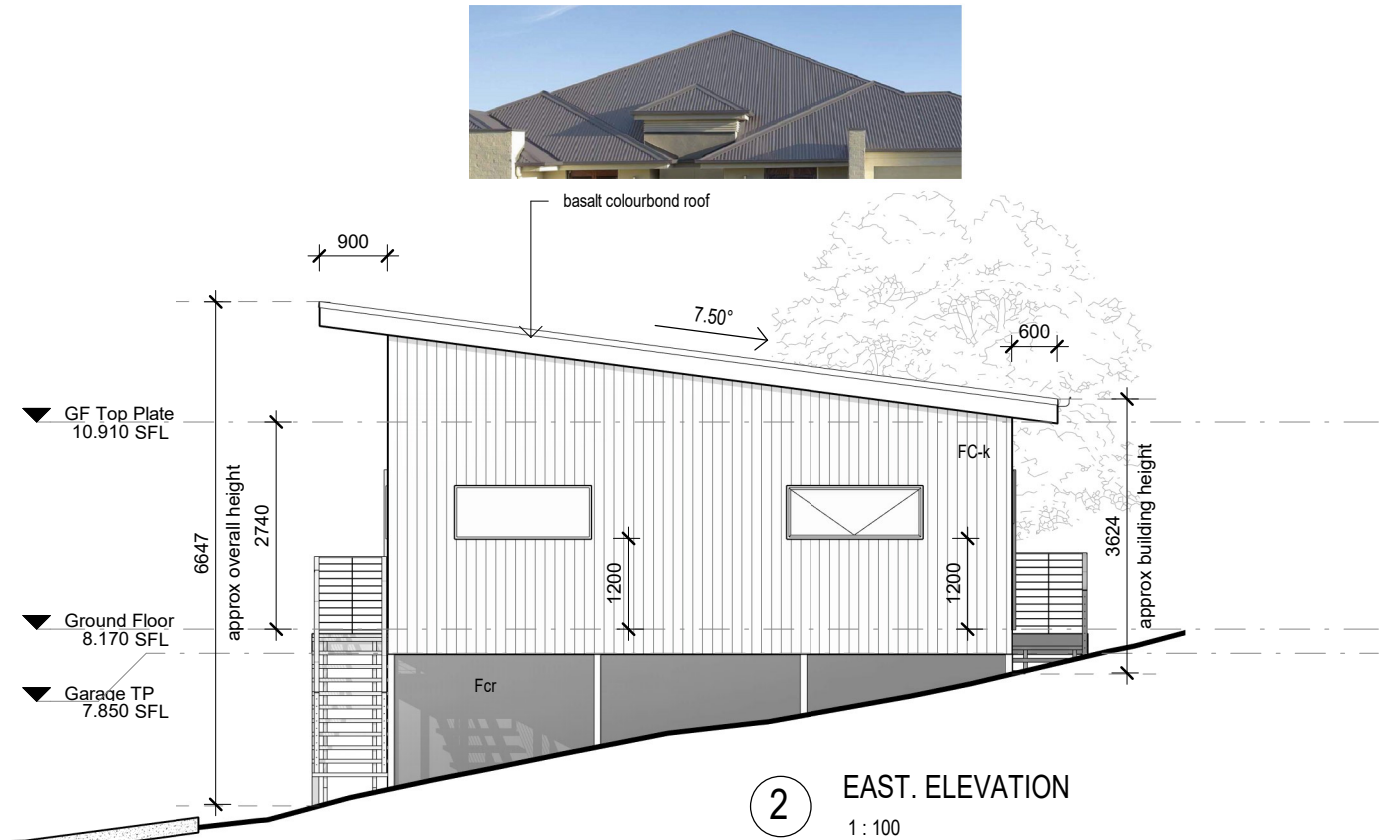 basalt colourbond roof
900
7.50°
600
GF Top Plate
10.910 SFL
FC-k
6647
approx overall height
2740
1200
1200
3624
approx building height
Ground Floor
8.170 SFL
Garage TP
7.850 SFL
Fcr
2
EAST. ELEVATION
1 : 100